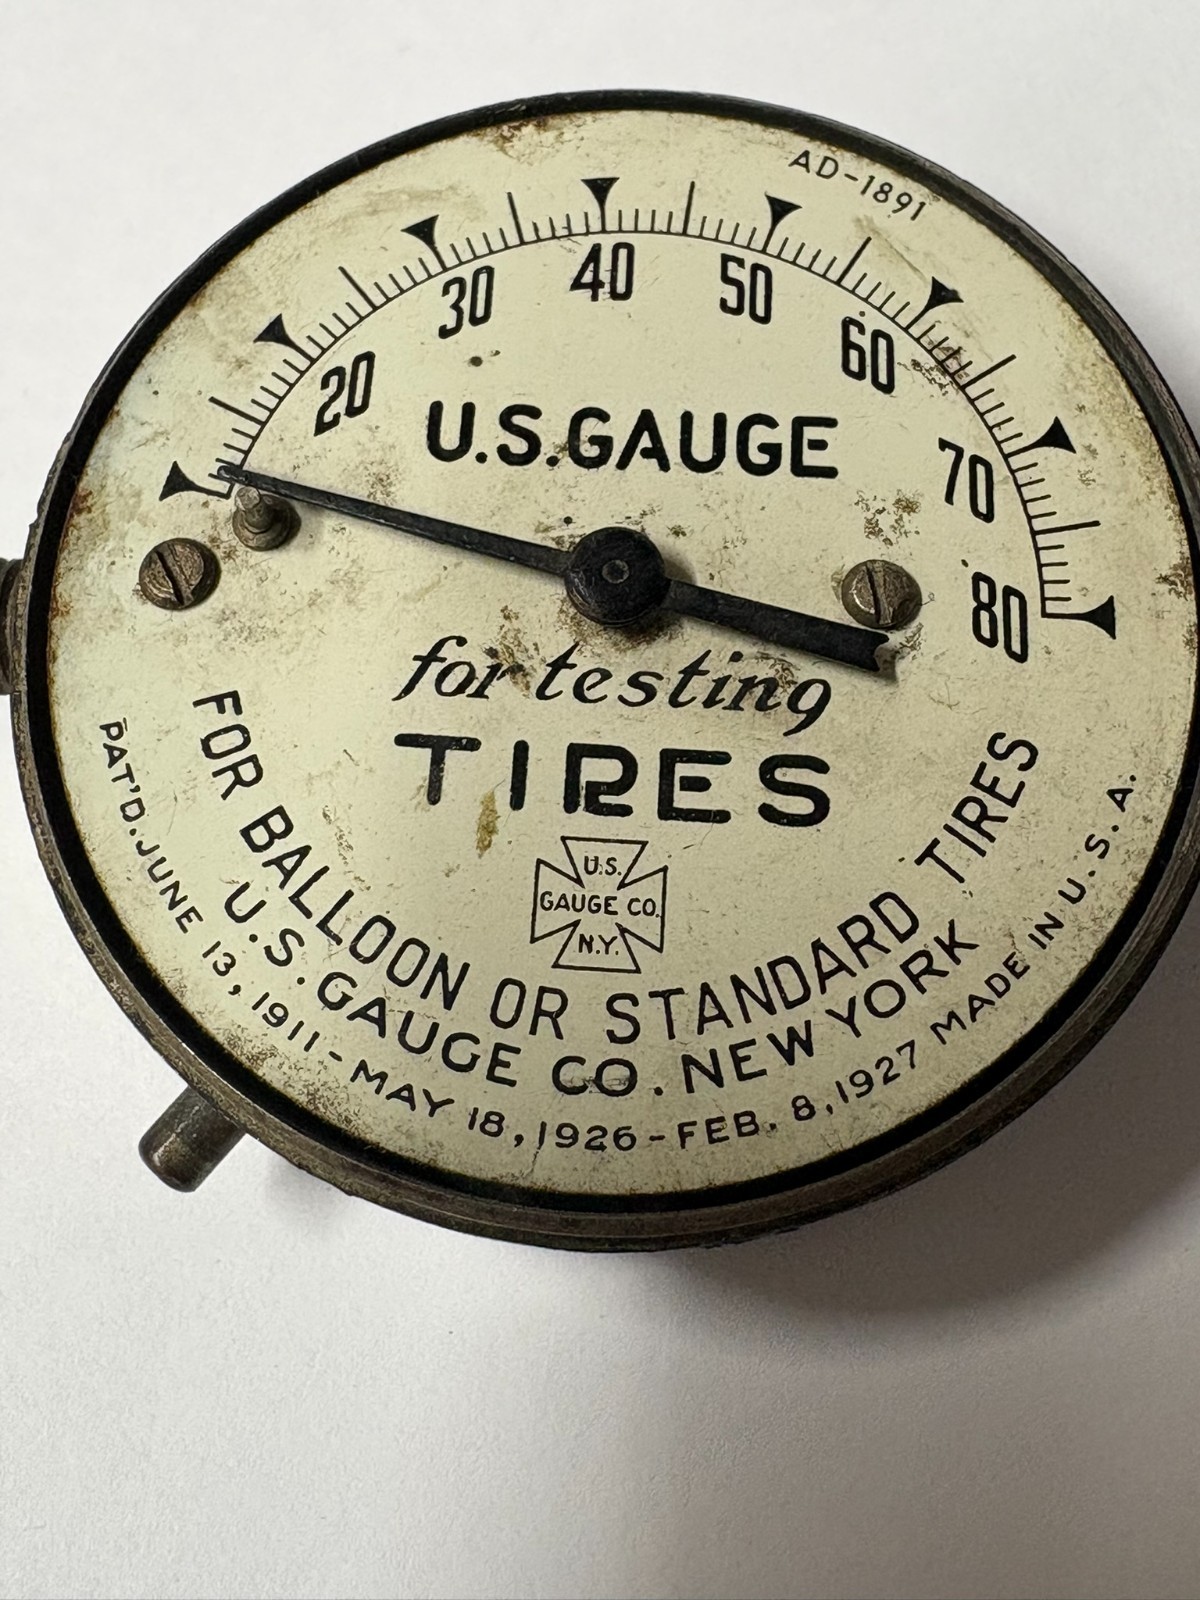 AD-1891
20 30 40 50 60 70 80
U.S.GAUGE
for testing
TIRES
U.S.
GAUGE CO.
N.Y.
FOR BALLOON OR STANDARD TIRES
U.S. GAUGE CO. NEW YORK
PAT'D. JUNE 13, 1911 - MAY 18, 1926 - FEB. 8, 1927 MADE IN U.S.A.